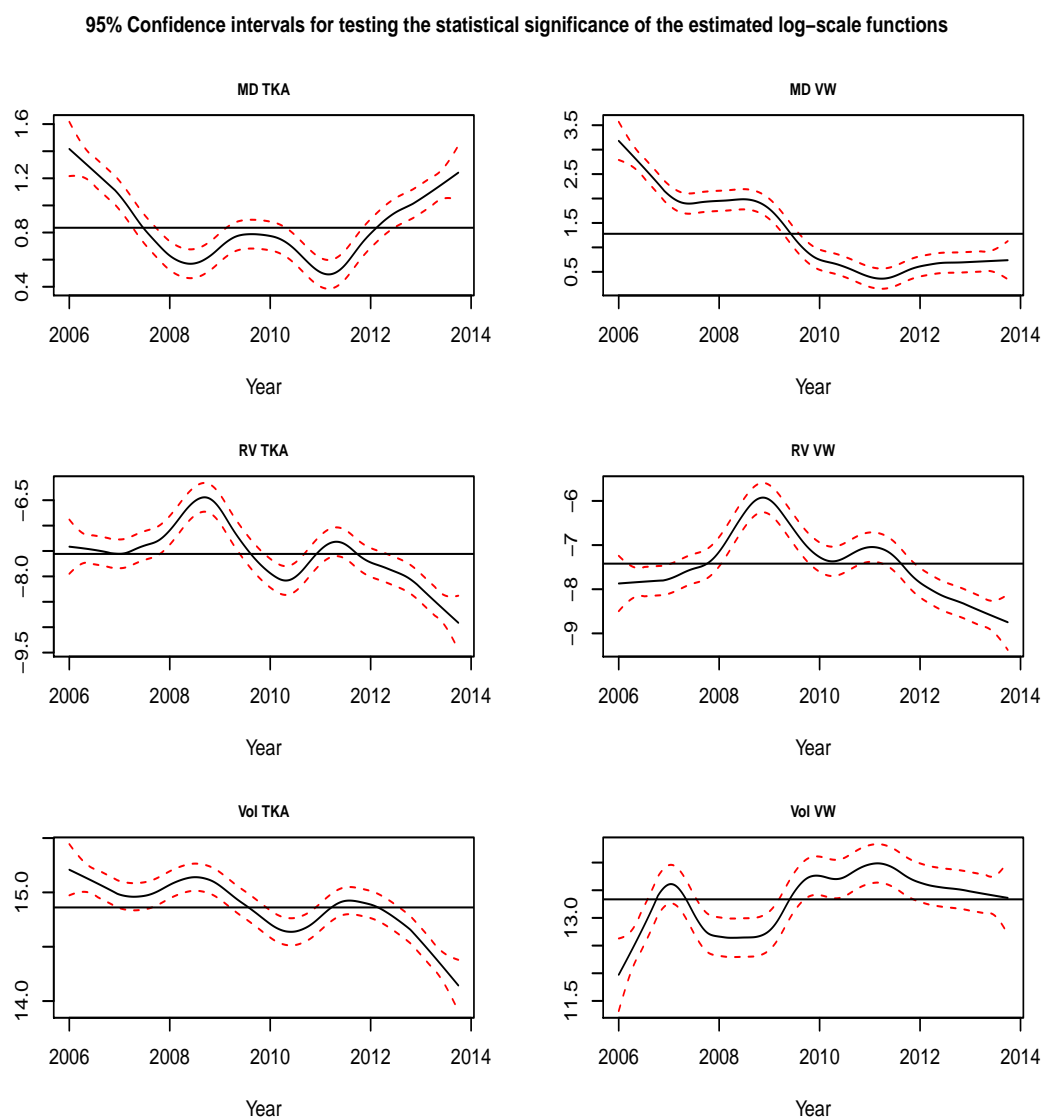 95% Confidence intervals for testing the statistical significance of the estimated log−scale functions
MD TKA
1.6
1.2
0.8
0.4
2006 2008 2010 2012 2014
Year
MD VW
3.5
2.5
1.5
0.5
2006 2008 2010 2012 2014
Year
RV TKA
−6.5
−8.0
−9.5
2006 2008 2010 2012 2014
Year
RV VW
−6
−7
−8
−9
2006 2008 2010 2012 2014
Year
Vol TKA
15.0
14.0
2006 2008 2010 2012 2014
Year
Vol VW
13.0
11.5
2006 2008 2010 2012 2014
Year